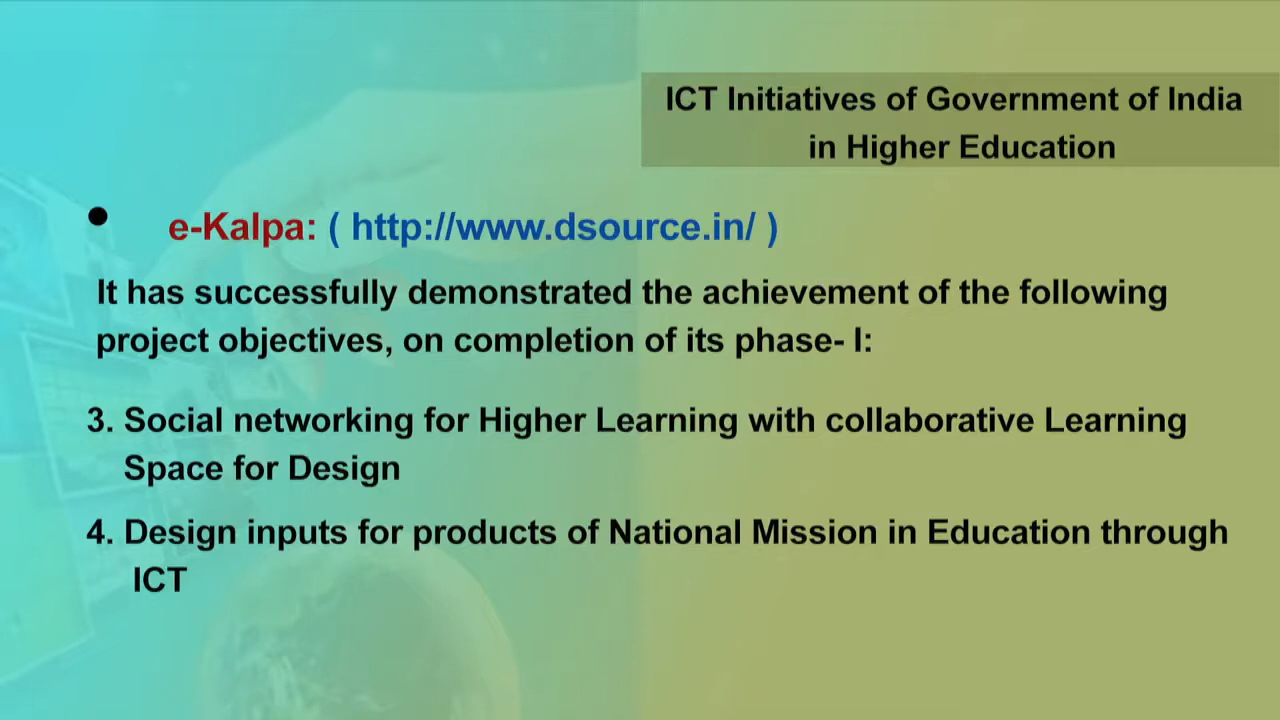 ICT Initiatives of Government of India
in Higher Education
• e-Kalpa: ( http://www.dsource.in/ )
It has successfully demonstrated the achievement of the following
project objectives, on completion of its phase- I:
3. Social networking for Higher Learning with collaborative Learning
Space for Design
4. Design inputs for products of National Mission in Education through
ICT